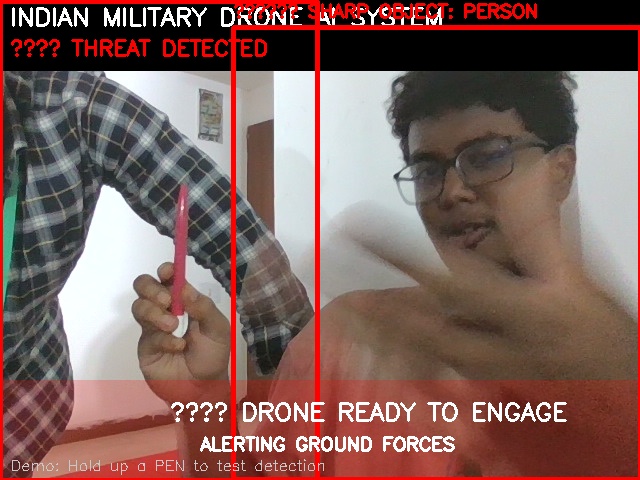 INDIAN MILITARY DRONE AI SYSTEM
?????? SHARP OBJECT: PERSON
???? THREAT DETECTED
???? DRONE READY TO ENGAGE
ALERTING GROUND FORCES
Demo: Hold up a PEN to test detection